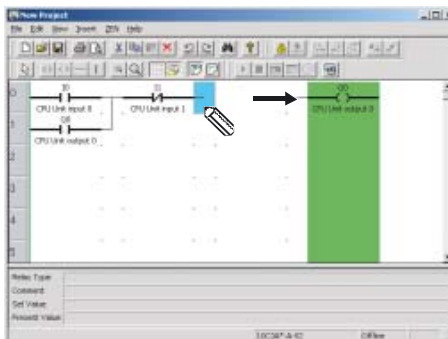 New Project
File Edit View Insert ZEN Help
0
I0
I1
Q0
CPU Unit input 0
CPU Unit input 1
CPU Unit output 0
1
Q0
CPU Unit output 0
2
3
4
5
Relay Type
Comment
Set Value
Present Value
Offline